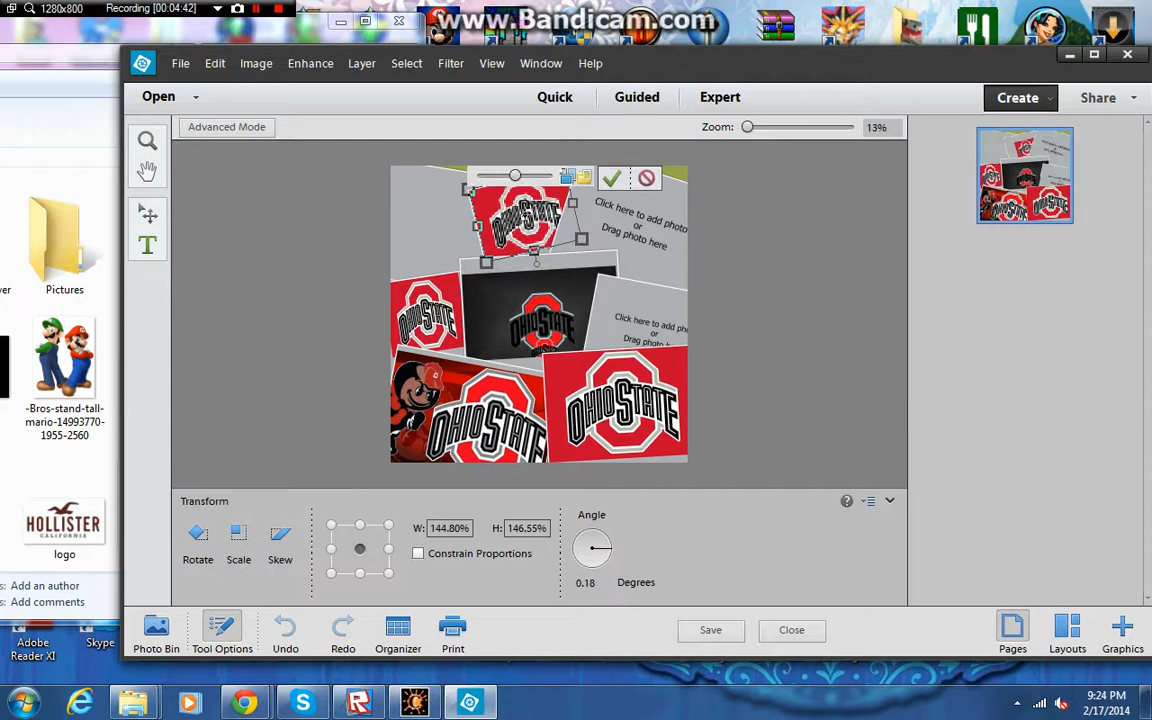 1280x800
Recording [00:04:42]
www.Bandicam.com
File Edit Image Enhance Layer Select Filter View Window Help
Open
Quick Guided Expert
Create Share
Advanced Mode
Zoom: 13%
OHIO STATE
Click here to add photo
or
Drag photo here
OHIO STATE
OHIO STATE
Click here to add pho
or
Drag photo here
OHIO STATE
OHIO STATE
Pictures
-Bros-stand-tall-
mario-14993770-
1955-2560
HOLLISTER
logo
s: Add an author
s: Add comments
Transform
Rotate Scale Skew
W: 144.80% H: 146.55%
Constrain Proportions
Angle
0.18 Degrees
Photo Bin Tool Options Undo Redo Organizer Print
Save Close
Pages Layouts Graphics
Adobe
Reader XI
Skype
9:24 PM
2/17/2014